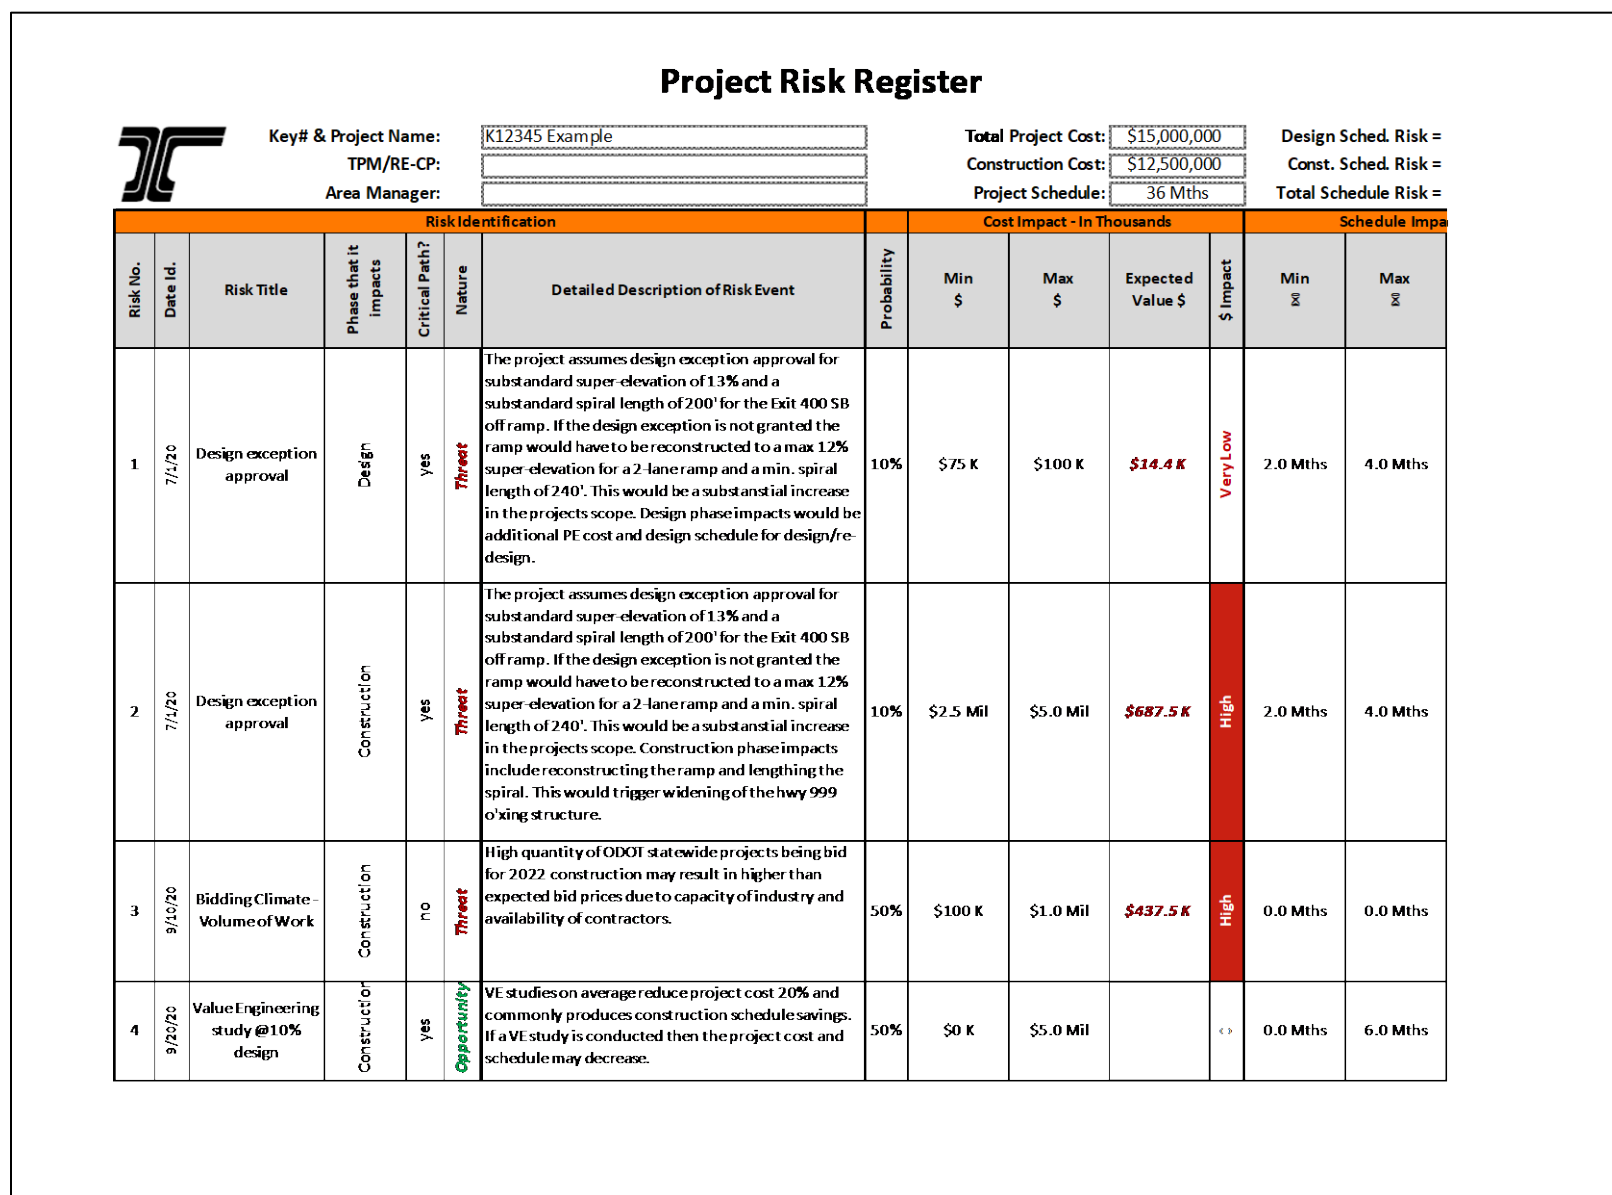 Project Risk Register
Key# & Project Name: K12345 Example Total Project Cost: $15,000,000 Design Sched. Risk =
TPM/RE-CP: Construction Cost: $12,500,000 Const. Sched. Risk =
Area Manager: Project Schedule: 36 Mths Total Schedule Risk =
Risk Identification Cost Impact - In Thousands Schedule Impa
Risk No.
Date Id.
Risk Title
Phase that it
impacts
Critical Path?
Nature
Detailed Description of Risk Event
Probability
Min
$
Max
$
Expected
Value $
$ Impact
Min
Max
1
7/1/20
Design exception
approval
Design
yes
Threat
The project assumes design exception approval for
substandard super-elevation of 13% and a
substandard spiral length of 200' for the Exit 400 SB
off ramp. If the design exception is not granted the
ramp would have to be reconstructed to a max 12%
super-elevation for a 2-lane ramp and a min. spiral
length of 240'. This would be a substanstial increase
in the projects scope. Design phase impacts would be
additional PE cost and design schedule for design/re-
design.
10%
$75 K
$100 K
$14.4 K
Very Low
2.0 Mths
4.0 Mths
2
7/1/20
Design exception
approval
Construction
yes
Threat
The project assumes design exception approval for
substandard super-elevation of 13% and a
substandard spiral length of 200' for the Exit 400 SB
off ramp. If the design exception is not granted the
ramp would have to be reconstructed to a max 12%
super-elevation for a 2-lane ramp and a min. spiral
length of 240'. This would be a substanstial increase
in the projects scope. Construction phase impacts
include reconstructing the ramp and lengthing the
spiral. This would trigger widening of the hwy 999
o'xing structure.
10%
$2.5 Mil
$5.0 Mil
$687.5 K
High
2.0 Mths
4.0 Mths
3
9/10/20
Bidding Climate -
Volume of Work
Construction
no
Threat
High quantity of ODOT statewide projects being bid
for 2022 construction may result in higher than
expected bid prices due to capacity of industry and
availability of contractors.
50%
$100 K
$1.0 Mil
$437.5 K
High
0.0 Mths
0.0 Mths
4
9/20/20
Value Engineering
study @10%
design
Construction
yes
Opportunity
VE studies on average reduce project cost 20% and
commonly produces construction schedule savings.
If a VE study is conducted then the project cost and
schedule may decrease.
50%
$0 K
$5.0 Mil
<>
0.0 Mths
6.0 Mths